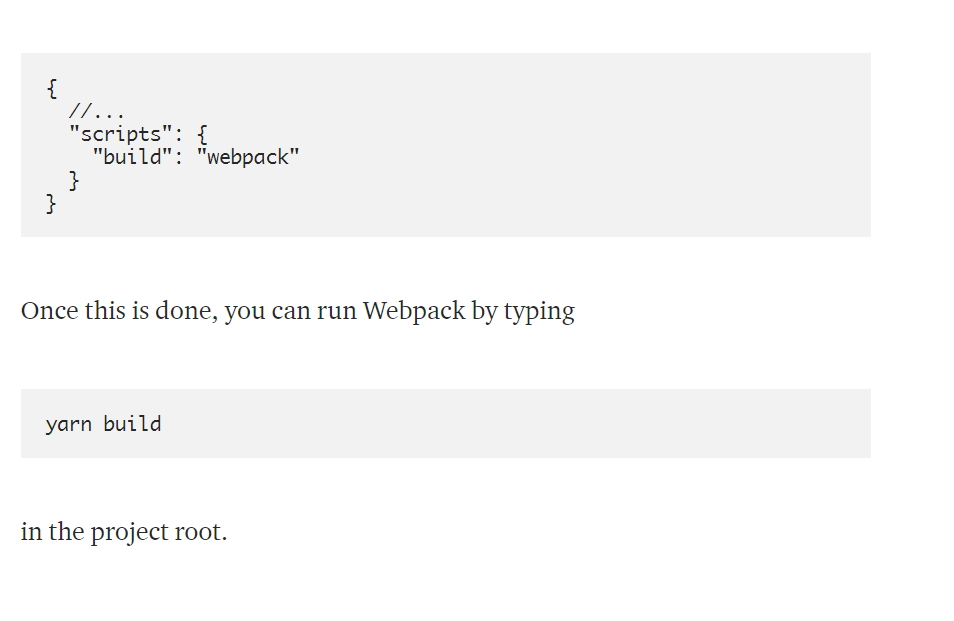 {
  //...
  "scripts": {
    "build": "webpack"
  }
}
Once this is done, you can run Webpack by typing
yarn build
in the project root.